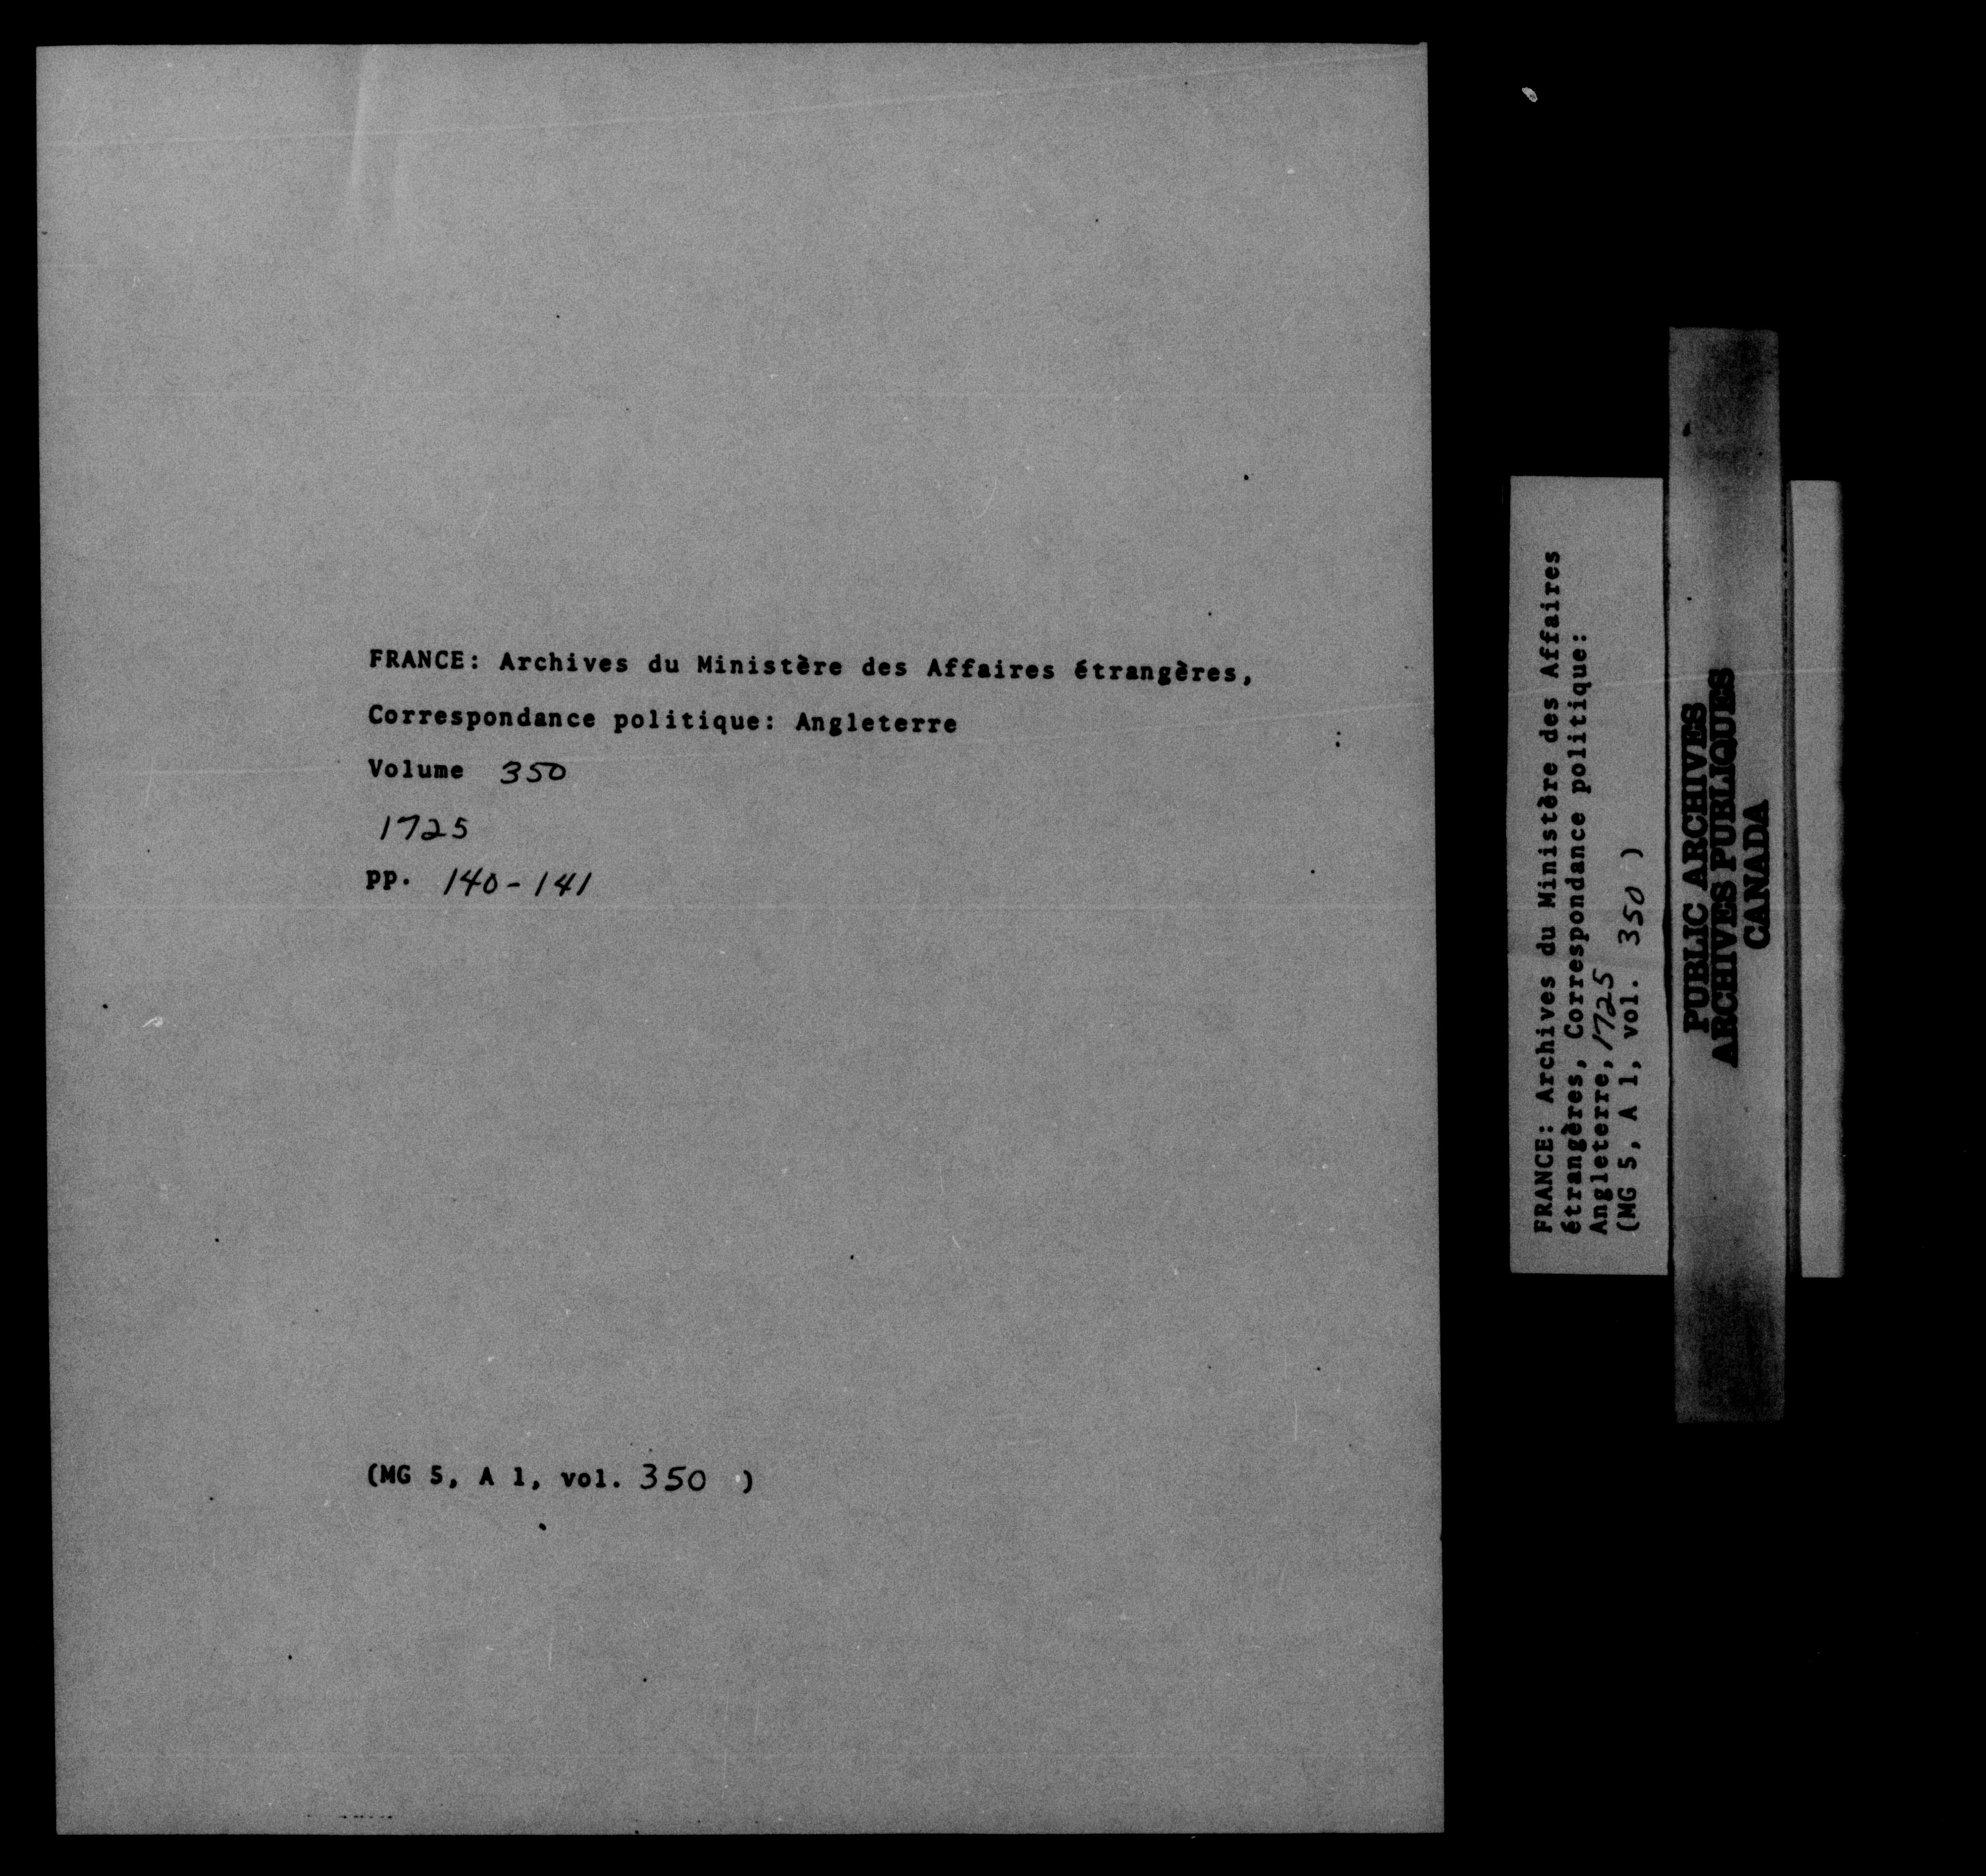 FRANCE: Archives du Ministère des Affaires étrangères,
Correspondance politique: Angleterre
Volume 350
1725
pp. 140-141
(MG 5, A 1, vol. 350 )
FRANCE: Archives du Ministère des Affaires
étrangères, Correspondance politique:
Angleterre, 1725
(MG 5, A 1, vol. 350 )
PUBLIC ARCHIVES
ARCHIVES PUBLIQUES
CANADA